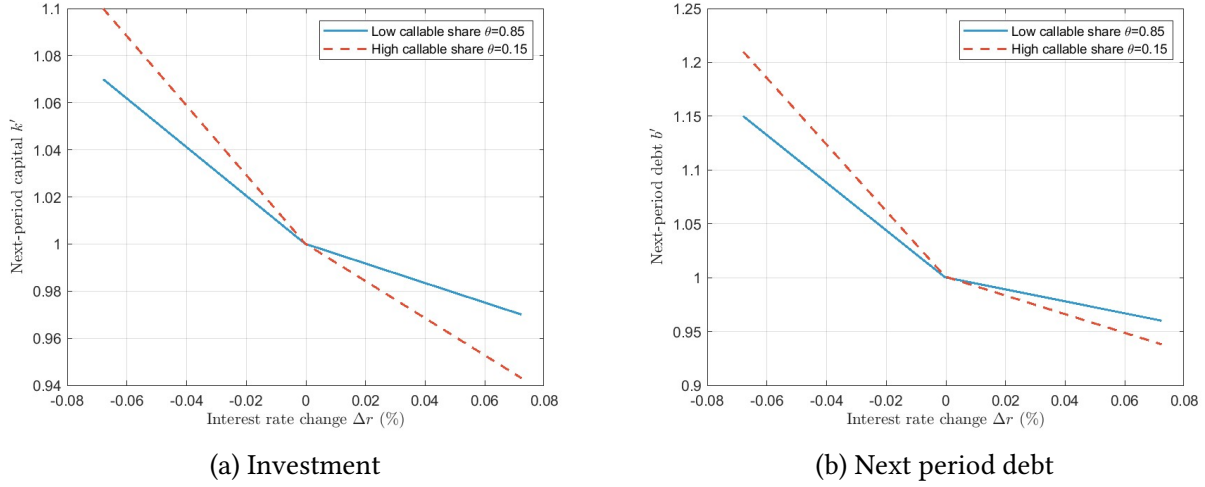 1.1
1.08
1.06
1.04
1.02
1
0.98
0.96
0.94
Next-period capital k′
-0.08 -0.06 -0.04 -0.02 0 0.02 0.04 0.06 0.08
Interest rate change Δr (%)
Low callable share θ=0.85
High callable share θ=0.15
(a) Investment
1.25
1.2
1.15
1.1
1.05
1
0.95
0.9
Next-period debt b′
-0.08 -0.06 -0.04 -0.02 0 0.02 0.04 0.06 0.08
Interest rate change Δr (%)
Low callable share θ=0.85
High callable share θ=0.15
(b) Next period debt